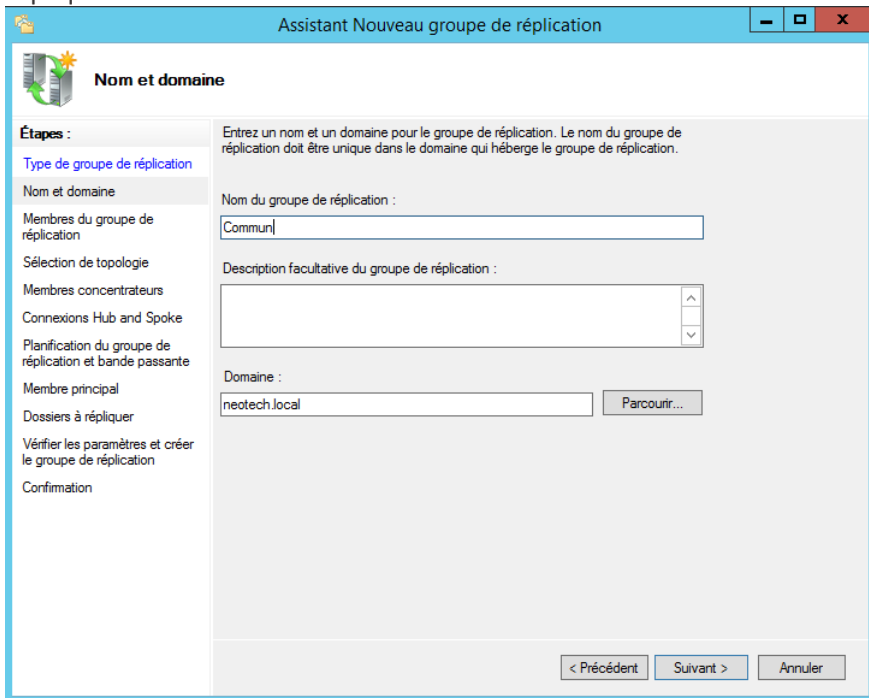 Assistant Nouveau groupe de réplication
Nom et domaine
Étapes :
Type de groupe de réplication
Nom et domaine
Membres du groupe de
réplication
Sélection de topologie
Membres concentrateurs
Connexions Hub and Spoke
Planification du groupe de
réplication et bande passante
Membre principal
Dossiers à répliquer
Vérifier les paramètres et créer
le groupe de réplication
Confirmation
Entrez un nom et un domaine pour le groupe de réplication. Le nom du groupe de
réplication doit être unique dans le domaine qui héberge le groupe de réplication.
Nom du groupe de réplication :
Commun
Description facultative du groupe de réplication :
Domaine :
neotech.local
Parcourir...
< Précédent
Suivant >
Annuler